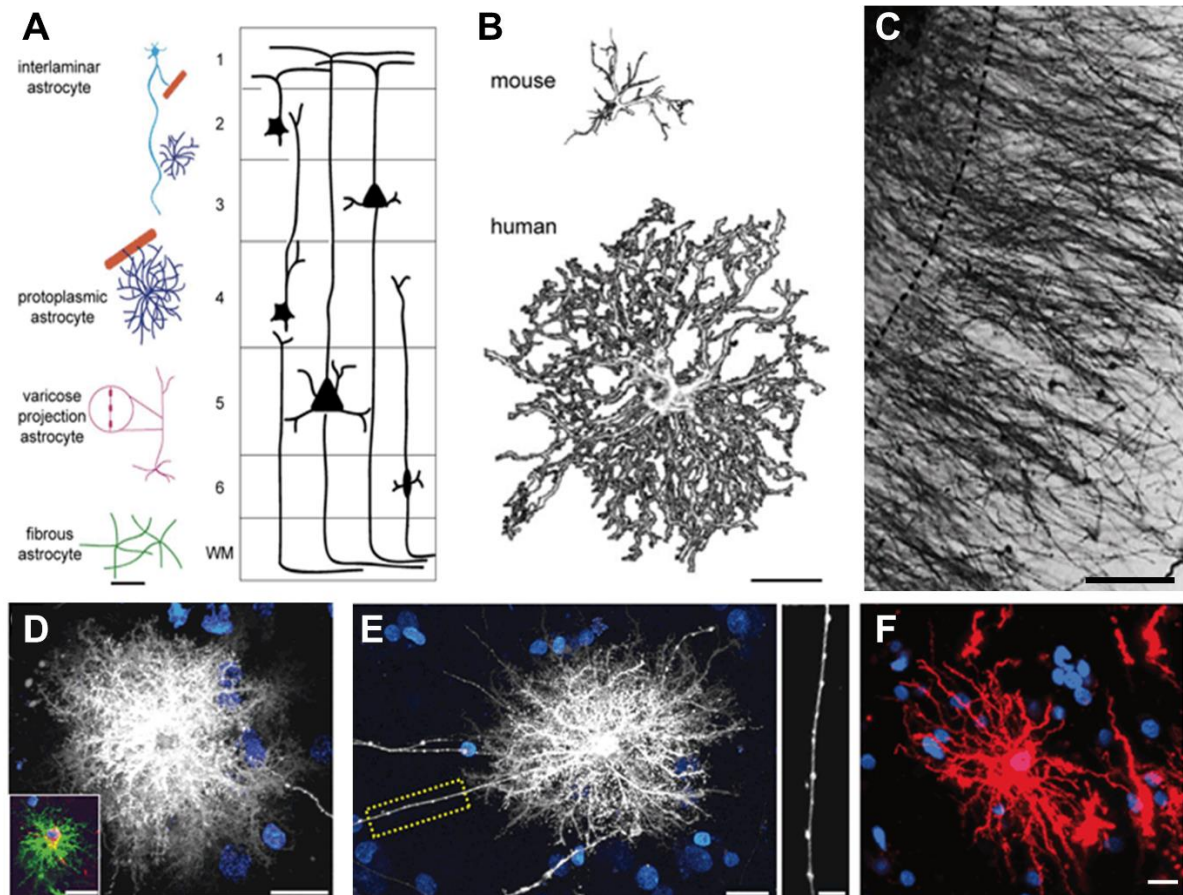 A
interlaminar
astrocyte
protoplasmic
astrocyte
varicose
projection
astrocyte
fibrous
astrocyte
1
2
3
4
5
6
WM
B
mouse
human
C
D
E
F